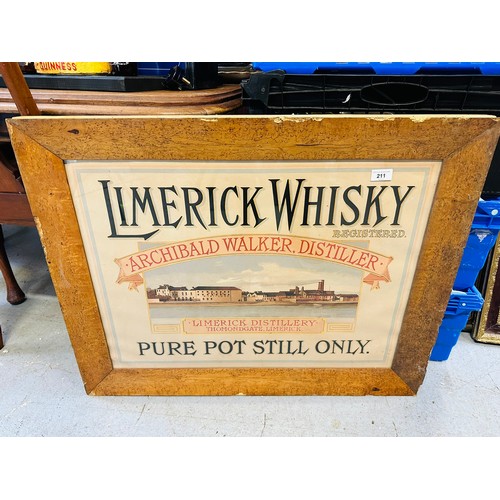 GUINNESS
211
LIMERICK WHISKY
REGISTERED.
ARCHIBALD WALKER, DISTILLER
LIMERICK DISTILLERY
THOMONDGATE, LIMERICK.
PURE POT STILL ONLY.